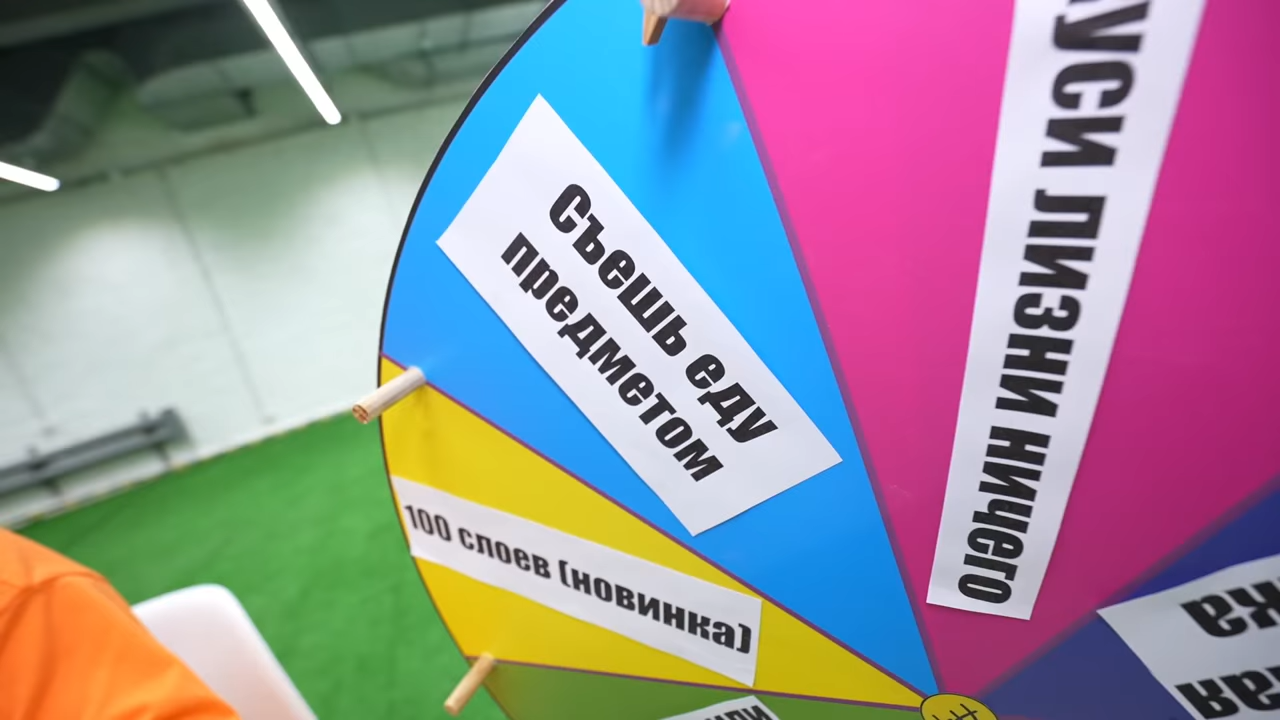 Съешь еду
предметом
100 слоев (новинка)
лизни ничего